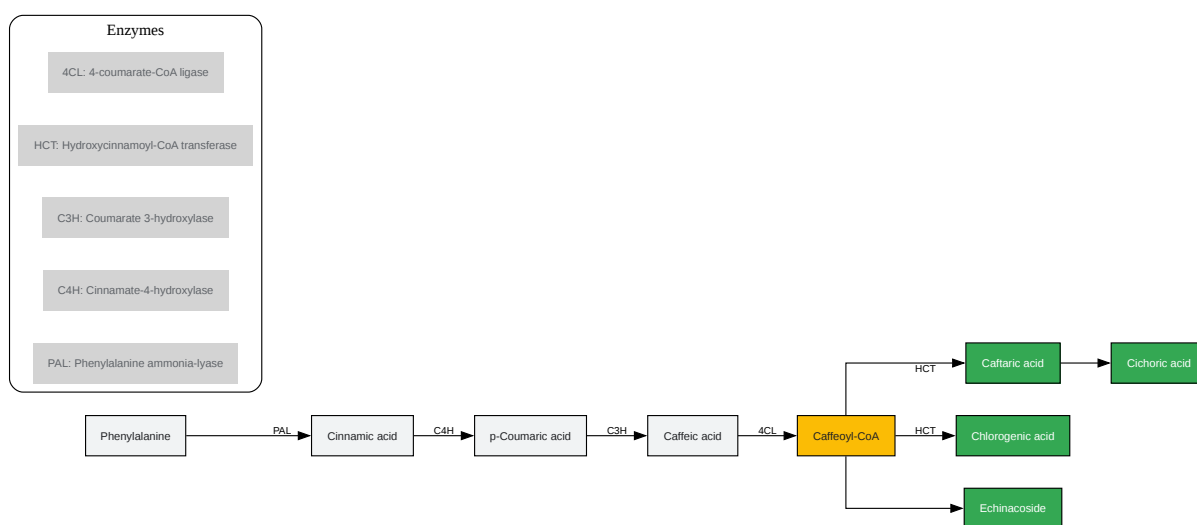 Enzymes
4CL: 4-coumarate-CoA ligase
HCT: Hydroxycinnamoyl-CoA transferase
C3H: Coumarate 3-hydroxylase
C4H: Cinnamate-4-hydroxylase
PAL: Phenylalanine ammonia-lyase
HCT
Caftaric acid
Cichoric acid
Phenylalanine
PAL
Cinnamic acid
C4H
p-Coumaric acid
C3H
Caffeic acid
4CL
Caffeoyl-CoA
HCT
Chlorogenic acid
Echinacoside